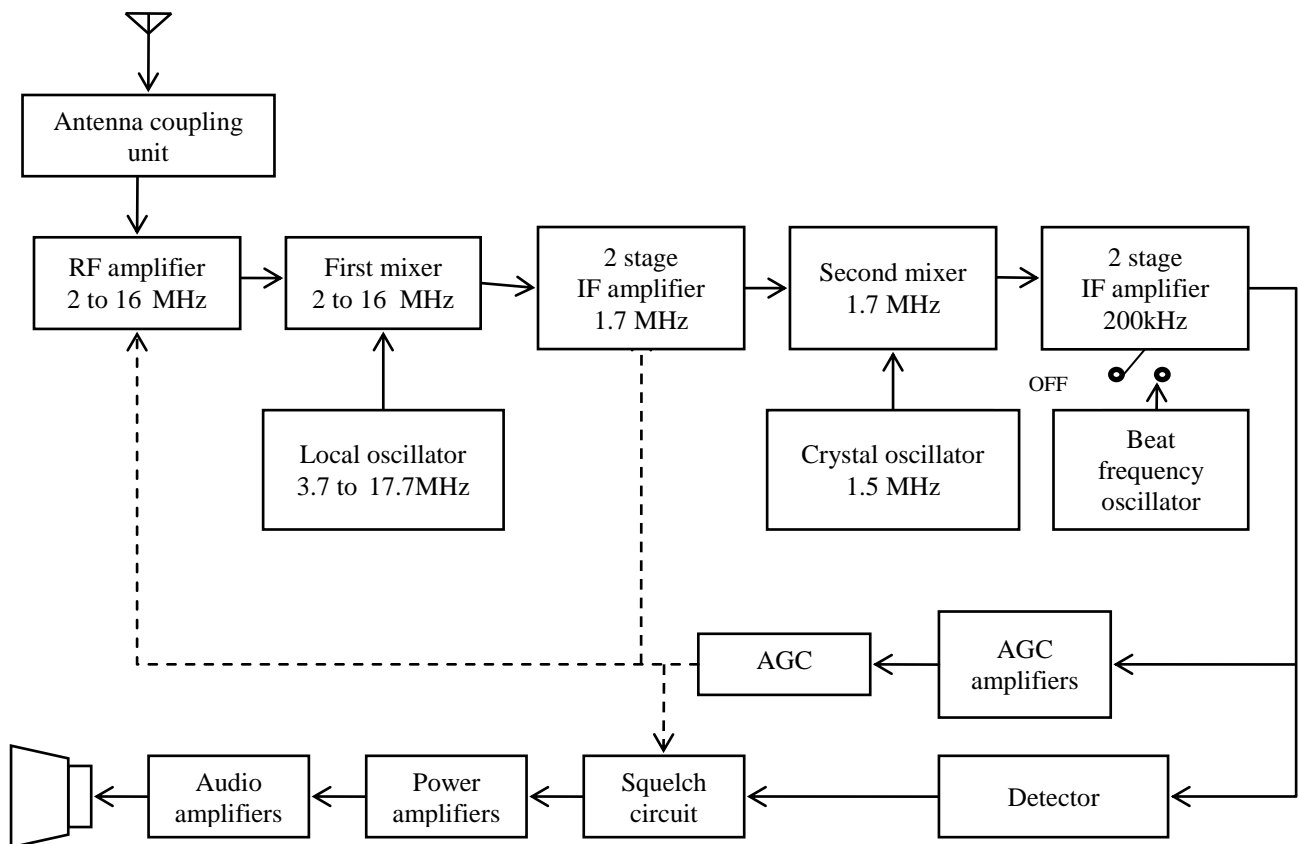 Antenna coupling
unit
RF amplifier
2 to 16 MHz
First mixer
2 to 16 MHz
2 stage
IF amplifier
1.7 MHz
Second mixer
1.7 MHz
2 stage
IF amplifier
200kHz
OFF
Local oscillator
3.7 to 17.7MHz
Crystal oscillator
1.5 MHz
Beat
frequency
oscillator
AGC
AGC
amplifiers
Audio
amplifiers
Power
amplifiers
Squelch
circuit
Detector